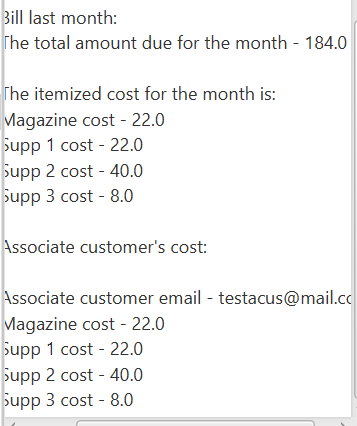 Bill last month:
The total amount due for the month - 184.0
The itemized cost for the month is:
Magazine cost - 22.0
Supp 1 cost - 22.0
Supp 2 cost - 40.0
Supp 3 cost - 8.0
Associate customer's cost:
Associate customer email - testacus@mail.co
Magazine cost - 22.0
Supp 1 cost - 22.0
Supp 2 cost - 40.0
Supp 3 cost - 8.0